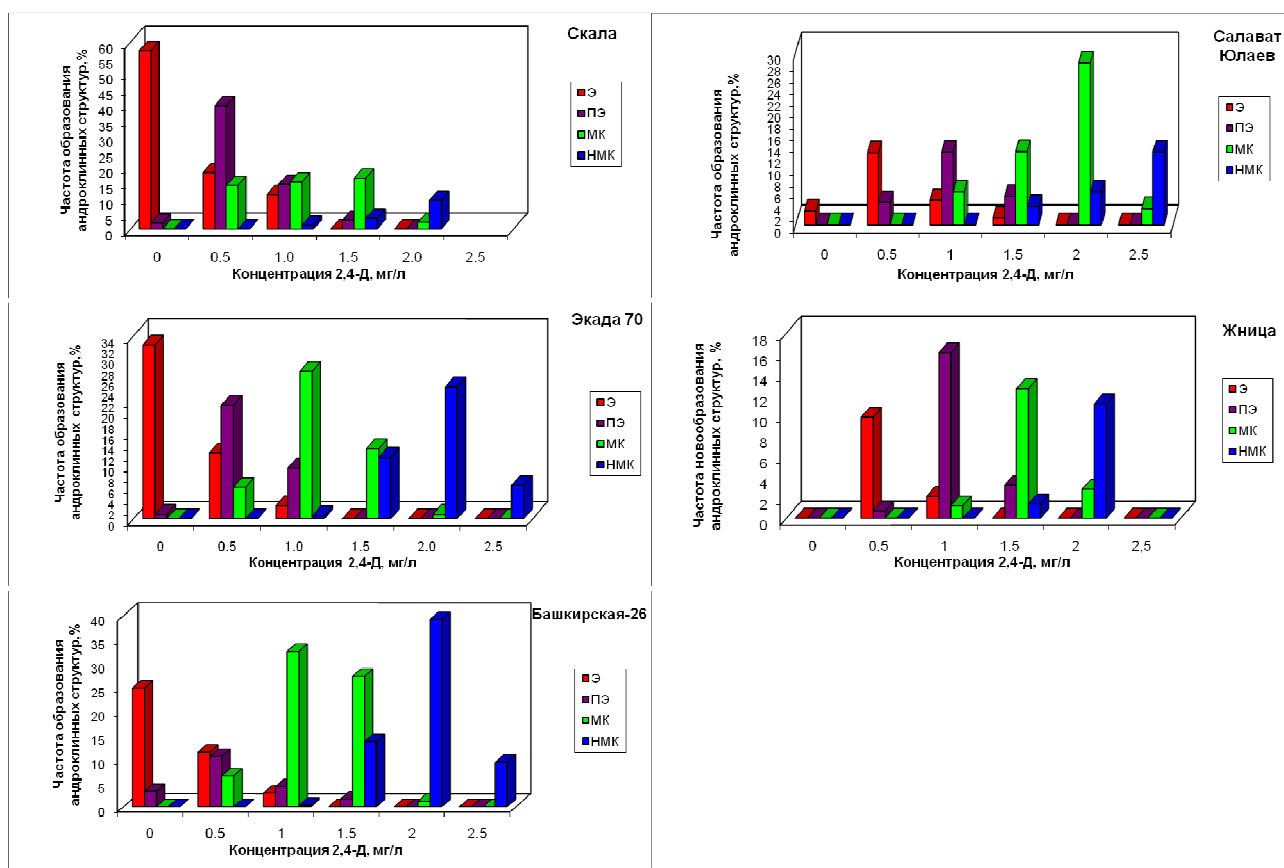 Скала
Частота образования
андроклинных структур,%
60
55
50
45
40
35
30
25
20
15
10
5
0
0 0.5 1.0 1.5 2.0 2.5
Концентрация 2,4-Д, мг/л
Э
ПЭ
МК
НМК
Салават
Юлаев
Частота образования
андроклинных структур,%
30
28
26
24
22
20
18
16
14
12
10
8
6
4
2
0
0 0.5 1 1.5 2 2.5
Концентрация 2,4-Д, мг/л
Э
ПЭ
МК
НМК
Экада 70
Частота образования
андроклинных структур,%
34
32
30
28
26
24
22
20
18
16
14
12
10
8
6
4
2
0
0 0.5 1.0 1.5 2.0 2.5
Концентрация 2,4-Д, мг/л
Э
ПЭ
МК
НМК
Жница
Частота новообразования
андроклинных структур, %
18
16
14
12
10
8
6
4
2
0
0 0.5 1 1.5 2 2,5
Концентрация 2,4-Д, мг/л
Э
ПЭ
МК
НМК
Башкирская-26
Частота образования
андроклинных структур,%
40
35
30
25
20
15
10
5
0
0 0.5 1 1.5 2 2.5
Концентрация 2,4-Д, мг/л
Э
ПЭ
МК
НМК